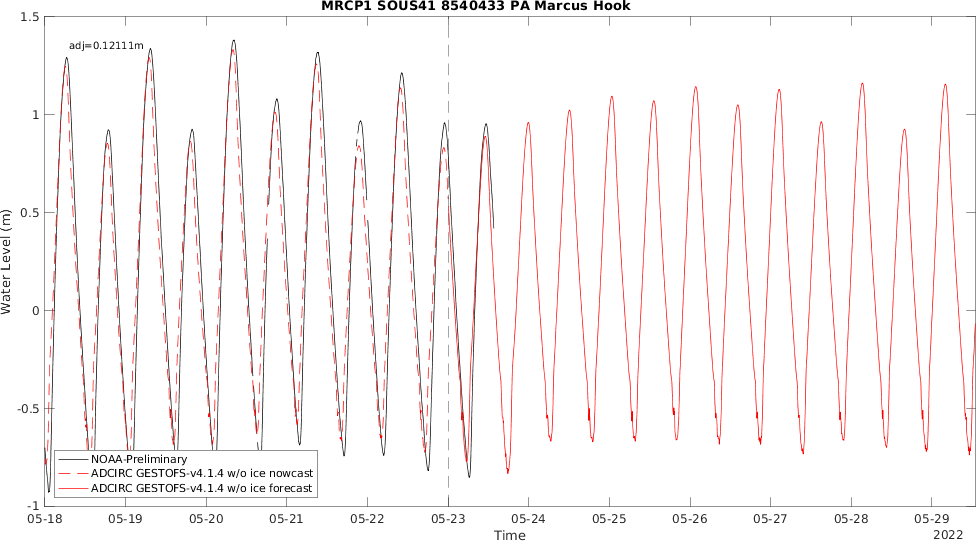 MRCP1 SOUS41 8540433 PA Marcus Hook
1.5
adj=0.12111m
1
0.5
0
-0.5
-1
Water Level (m)
NOAA-Preliminary
ADCIRC GESTOFS-v4.1.4 w/o ice nowcast
ADCIRC GESTOFS-v4.1.4 w/o ice forecast
05-18 05-19 05-20 05-21 05-22 05-23 05-24 05-25 05-26 05-27 05-28 05-29
Time
2022